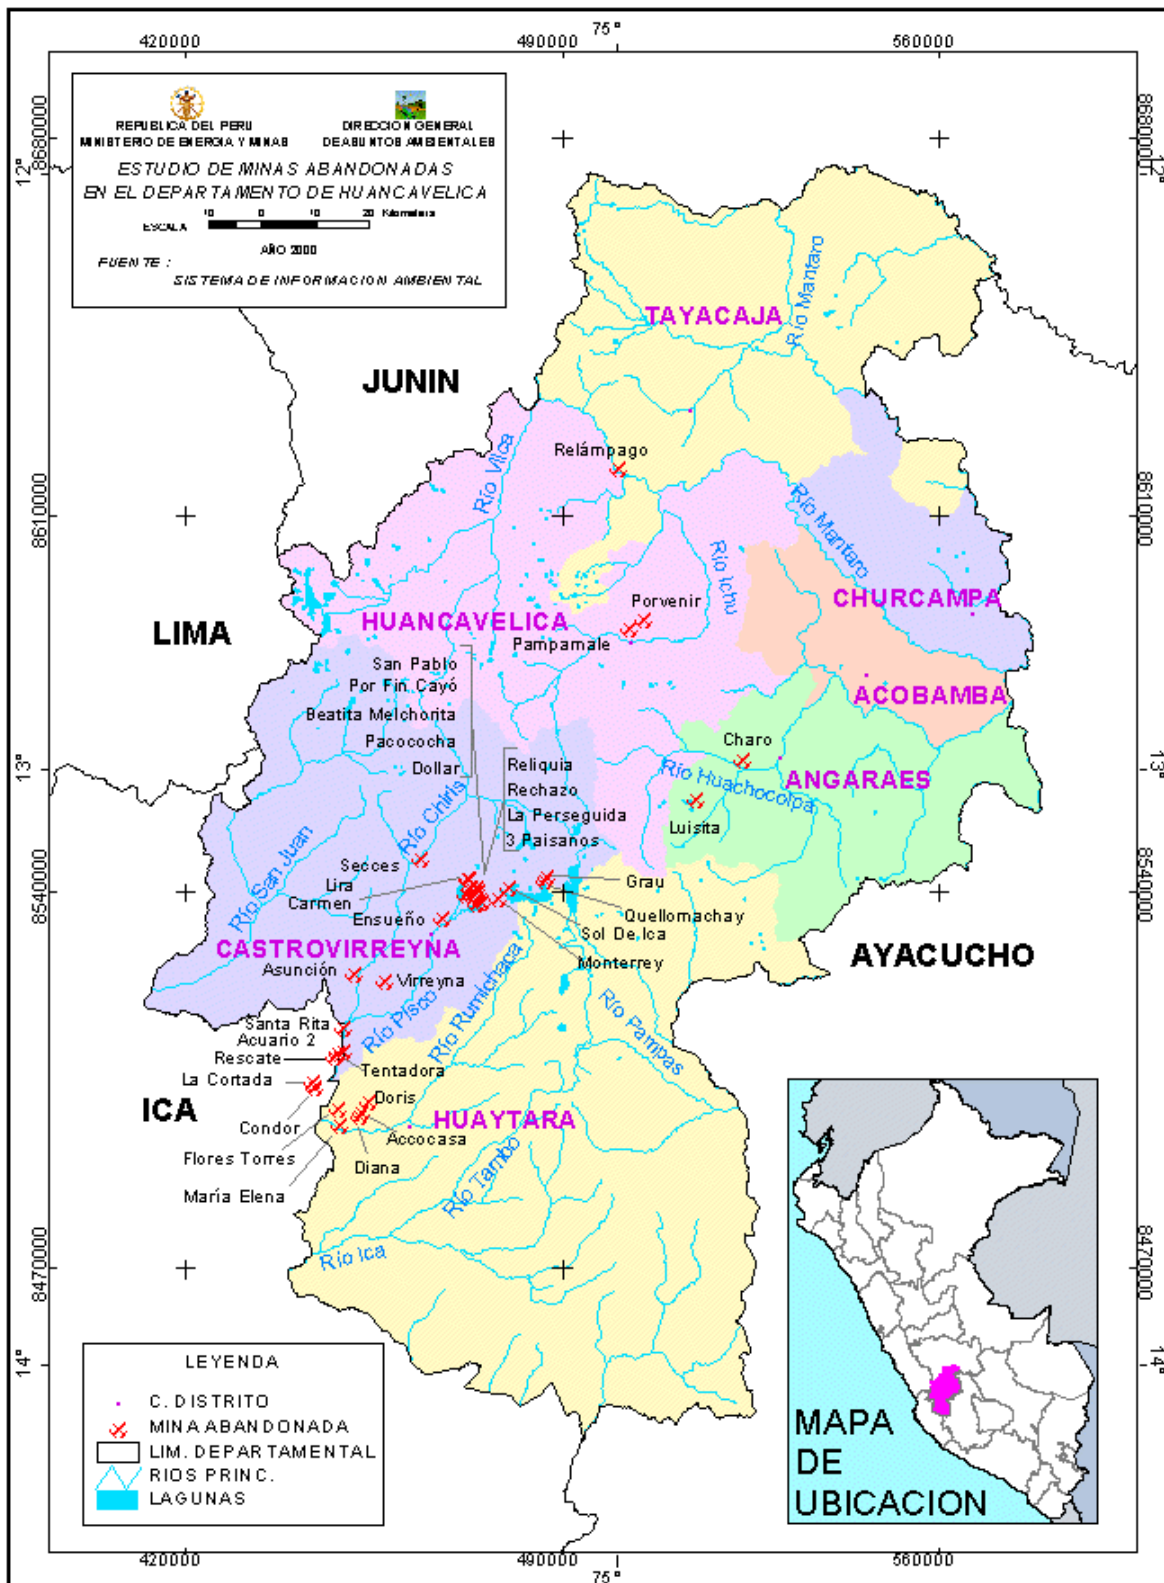 420000
490000
75°
560000
8680000
12°
8680000
12°
REPUBLICA DEL PERU
MINISTERIO DE ENERGIA Y MINAS
DIRECCION GENERAL
DE ASUNTOS AMBIENTALES
ESTUDIO DE MINAS ABANDONADAS
EN EL DEPARTAMENTO DE HUANCAVELICA
10 0 10 20 Kilometers
ESCALA
AÑO 2000
FUENTE :
SISTEMA DE INFORMACION AMBIENTAL
TAYACAJA
Río Mantaro
JUNIN
Relámpago
Río Vilca
8610000
8610000
Río Mantaro
Río Ichu
CHURCAMPA
LIMA
HUANCAVELICA
Porvenir
Pampamale
San Pablo
Por Fin Cayó
Beatita Melchorita
Pacococha
Dollar
ACOBAMBA
Charo
13°
13°
ANGARAES
Río Huachocolpa
Luisita
Reliquia
Rechazo
La Perseguida
3 Paisanos
Río Chiris
Río San Juan
Secces
Lira
Carmen
Ensueño
8540000
8540000
Grau
Quellomachay
Sol De Ica
Monterrey
CASTROVIRREYNA
AYACUCHO
Asunción
Virreyna
Río Rumichaca
Río Pisco
Río Pampas
Santa Rita
Acuario 2
Rescate
Tentadora
La Cortada
ICA
Doris
Condor
Accocasa
HUAYTARA
Flores Torres
Diana
María Elena
Río Tambo
Río Ica
8470000
8470000
LEYENDA
C. DISTRITO
MINA ABANDONADA
LIM. DEPARTAMENTAL
RIOS PRINC.
LAGUNAS
14°
14°
MAPA
DE
UBICACION
420000
490000
75°
560000